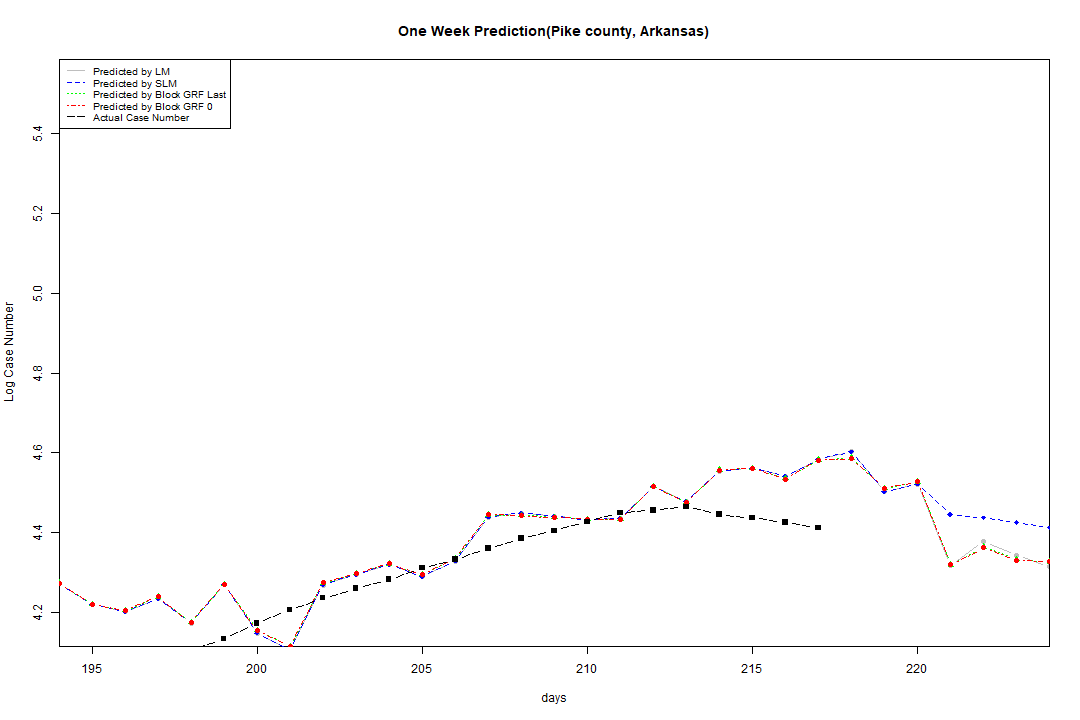 One Week Prediction(Pike county, Arkansas)
Predicted by LM
Predicted by SLM
Predicted by Block GRF Last
Predicted by Block GRF 0
Actual Case Number
5.4
5.2
5.0
4.8
4.6
4.4
4.2
Log Case Number
195 200 205 210 215 220
days